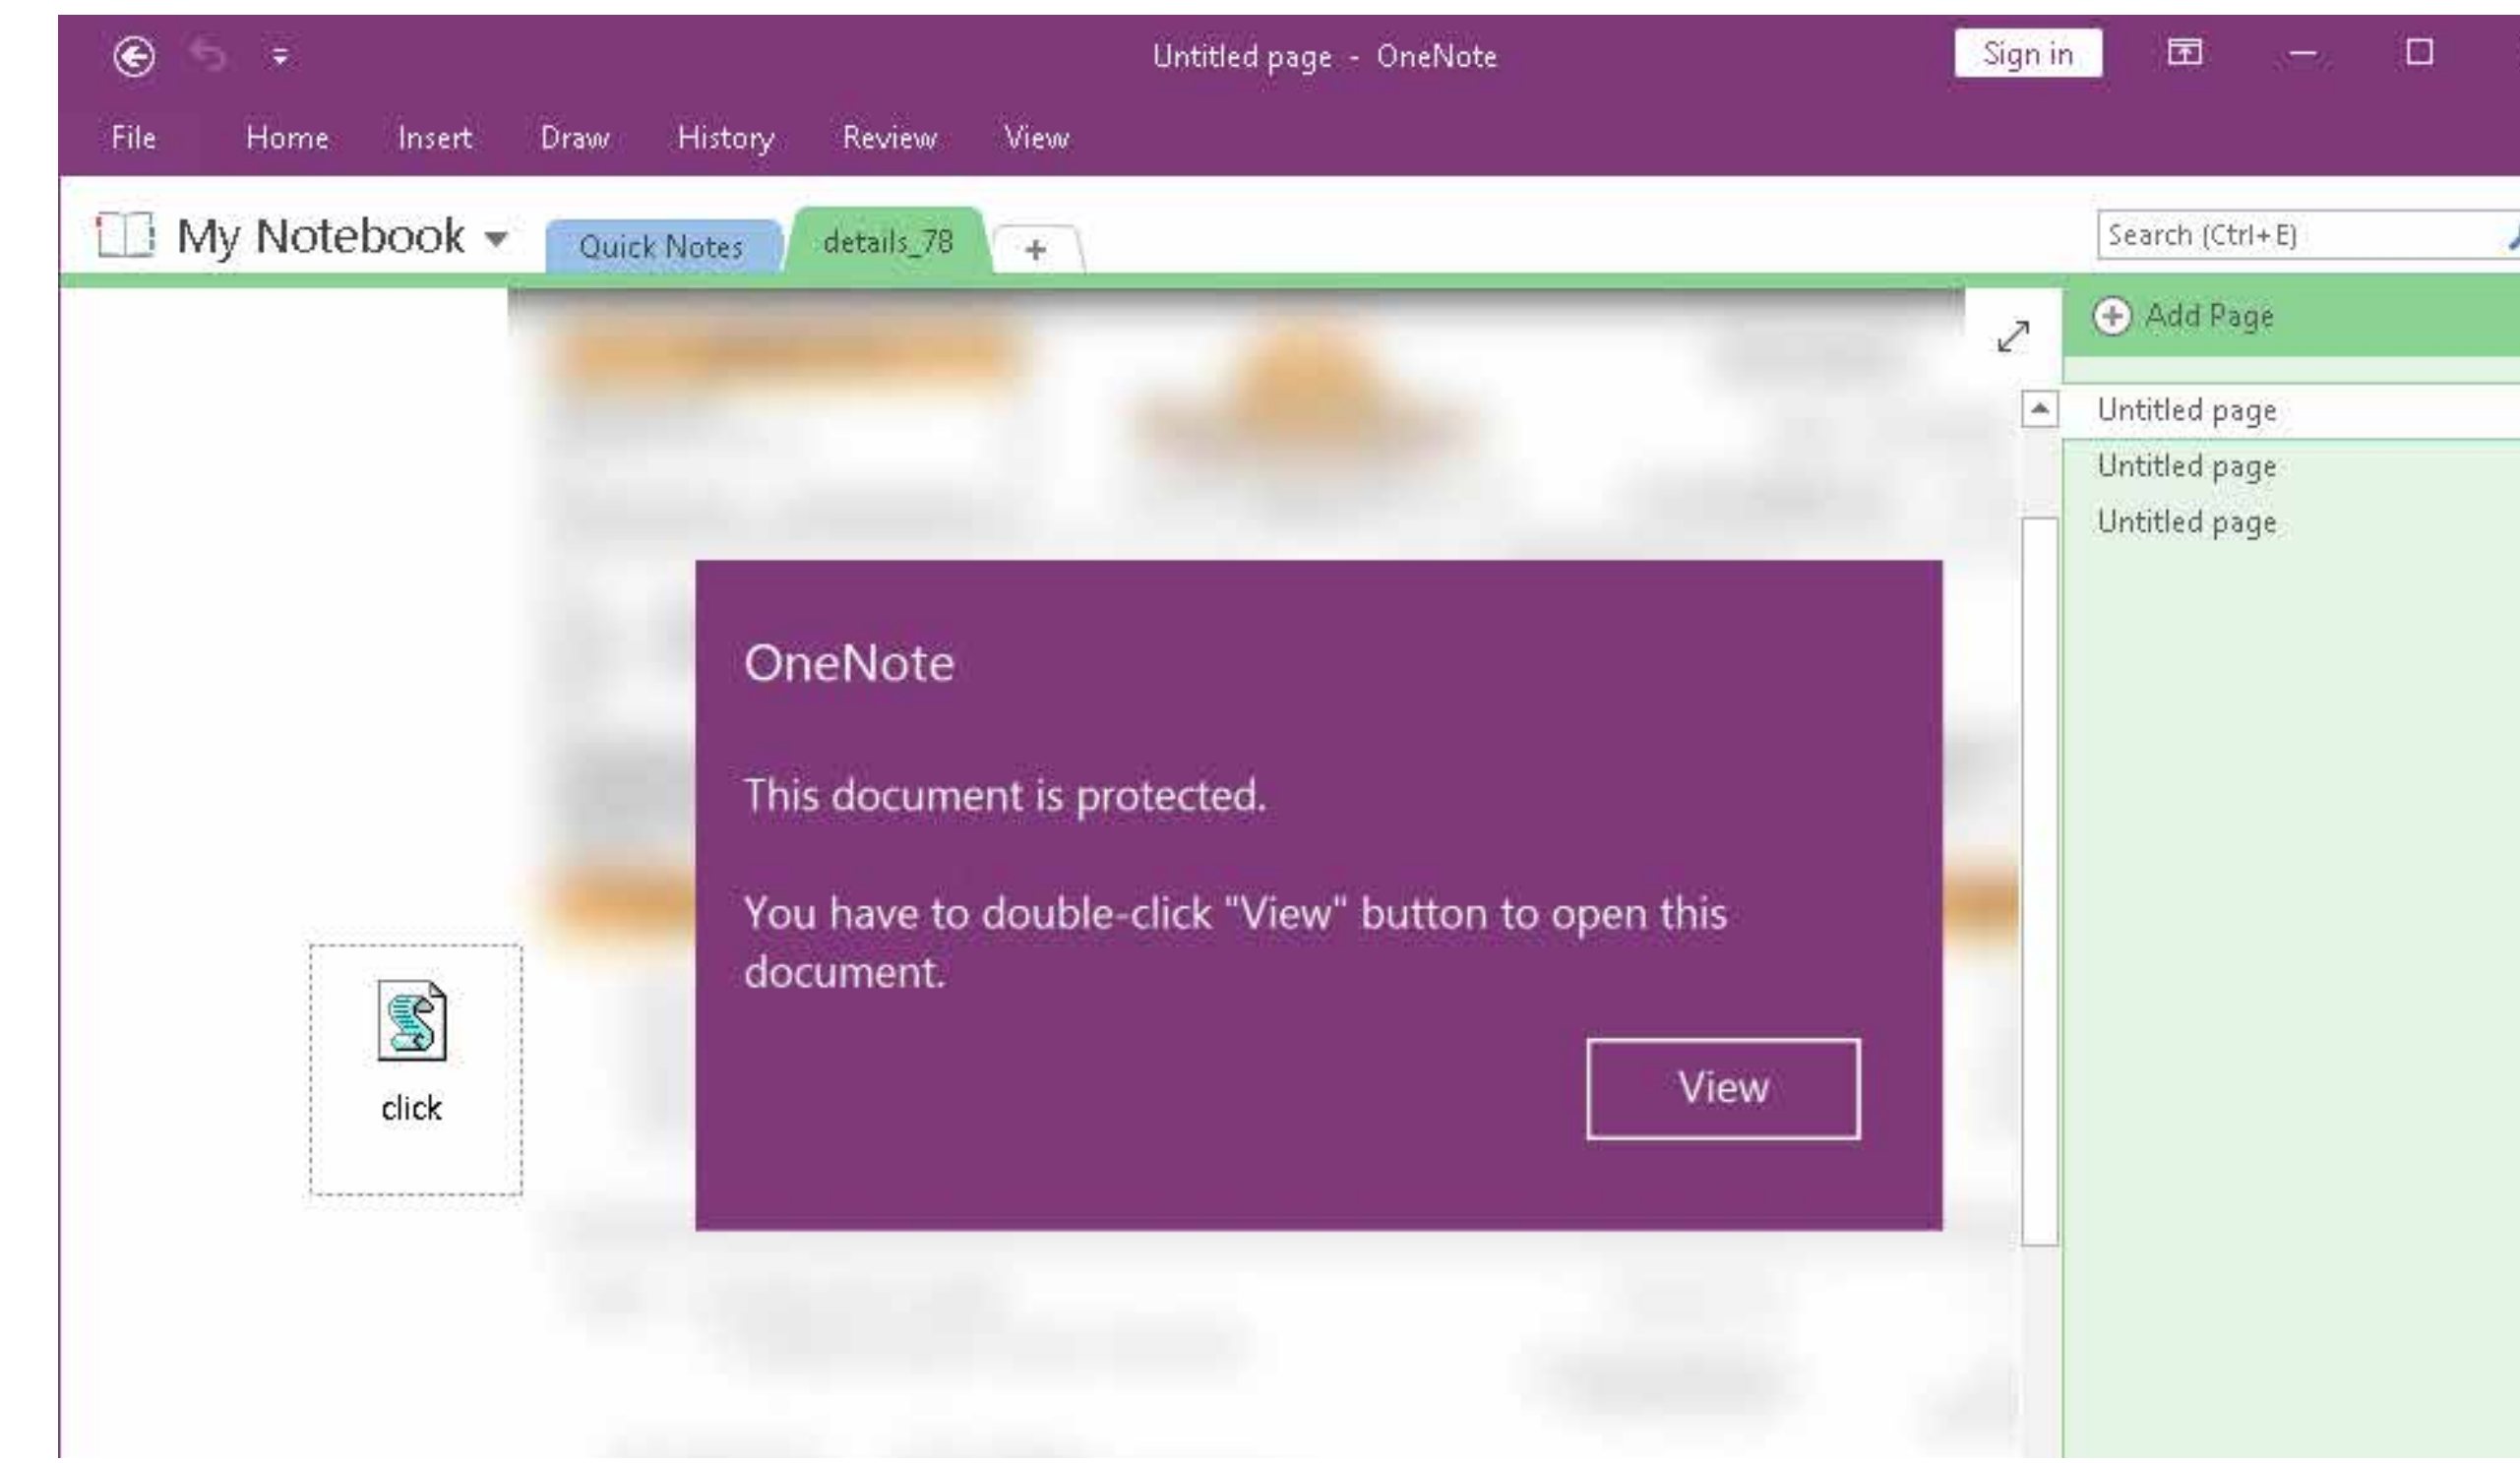 Untitled page - OneNote
Sign in
File Home Insert Draw History Review View
My Notebook
Quick Notes
details_78
+
Search (Ctrl+E)
Add Page
Untitled page
Untitled page
Untitled page
OneNote
This document is protected.
You have to double-click "View" button to open this
document.
View
click